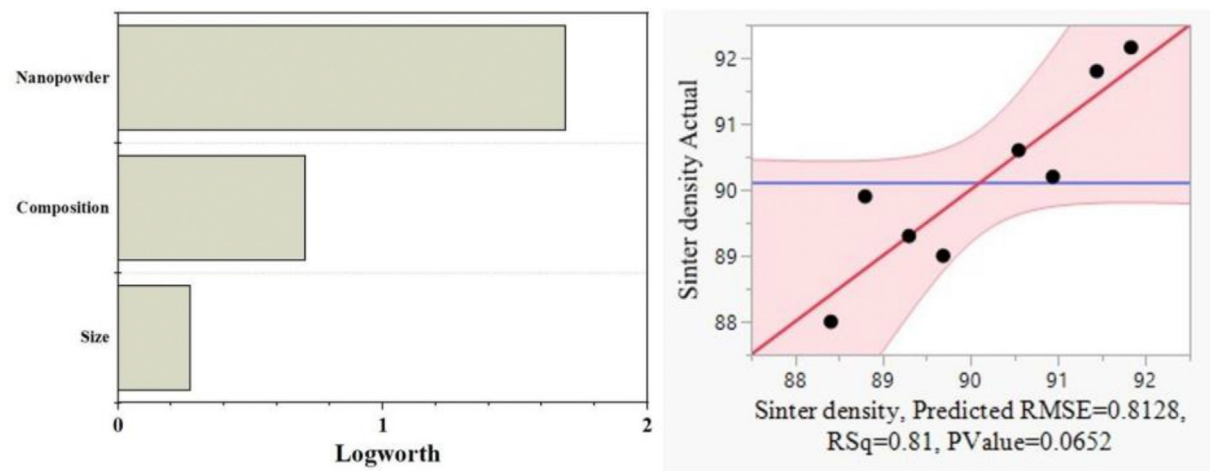 Nanopowder
Composition
Size
0
1
2
Logworth
92
91
90
89
88
Sinter density Actual
88
89
90
91
92
Sinter density, Predicted RMSE=0.8128,
RSq=0.81, PValue=0.0652